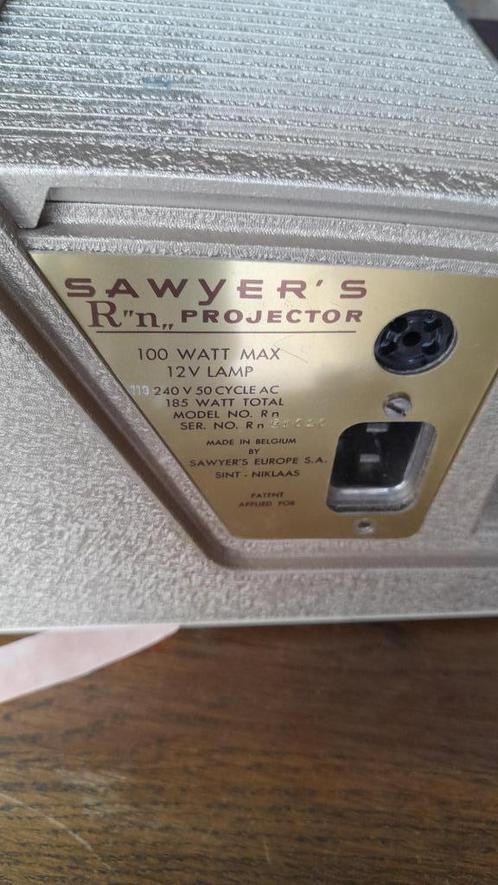 SAWYER'S
R"n„ PROJECTOR
100 WATT MAX
12V LAMP
110 240 V 50 CYCLE AC
185 WATT TOTAL
MODEL NO. Rn
SER. NO. Rn
MADE IN BELGIUM
BY
SAWYER'S EUROPE S.A.
SINT - NIKLAAS
PATENT
APPLIED FOR